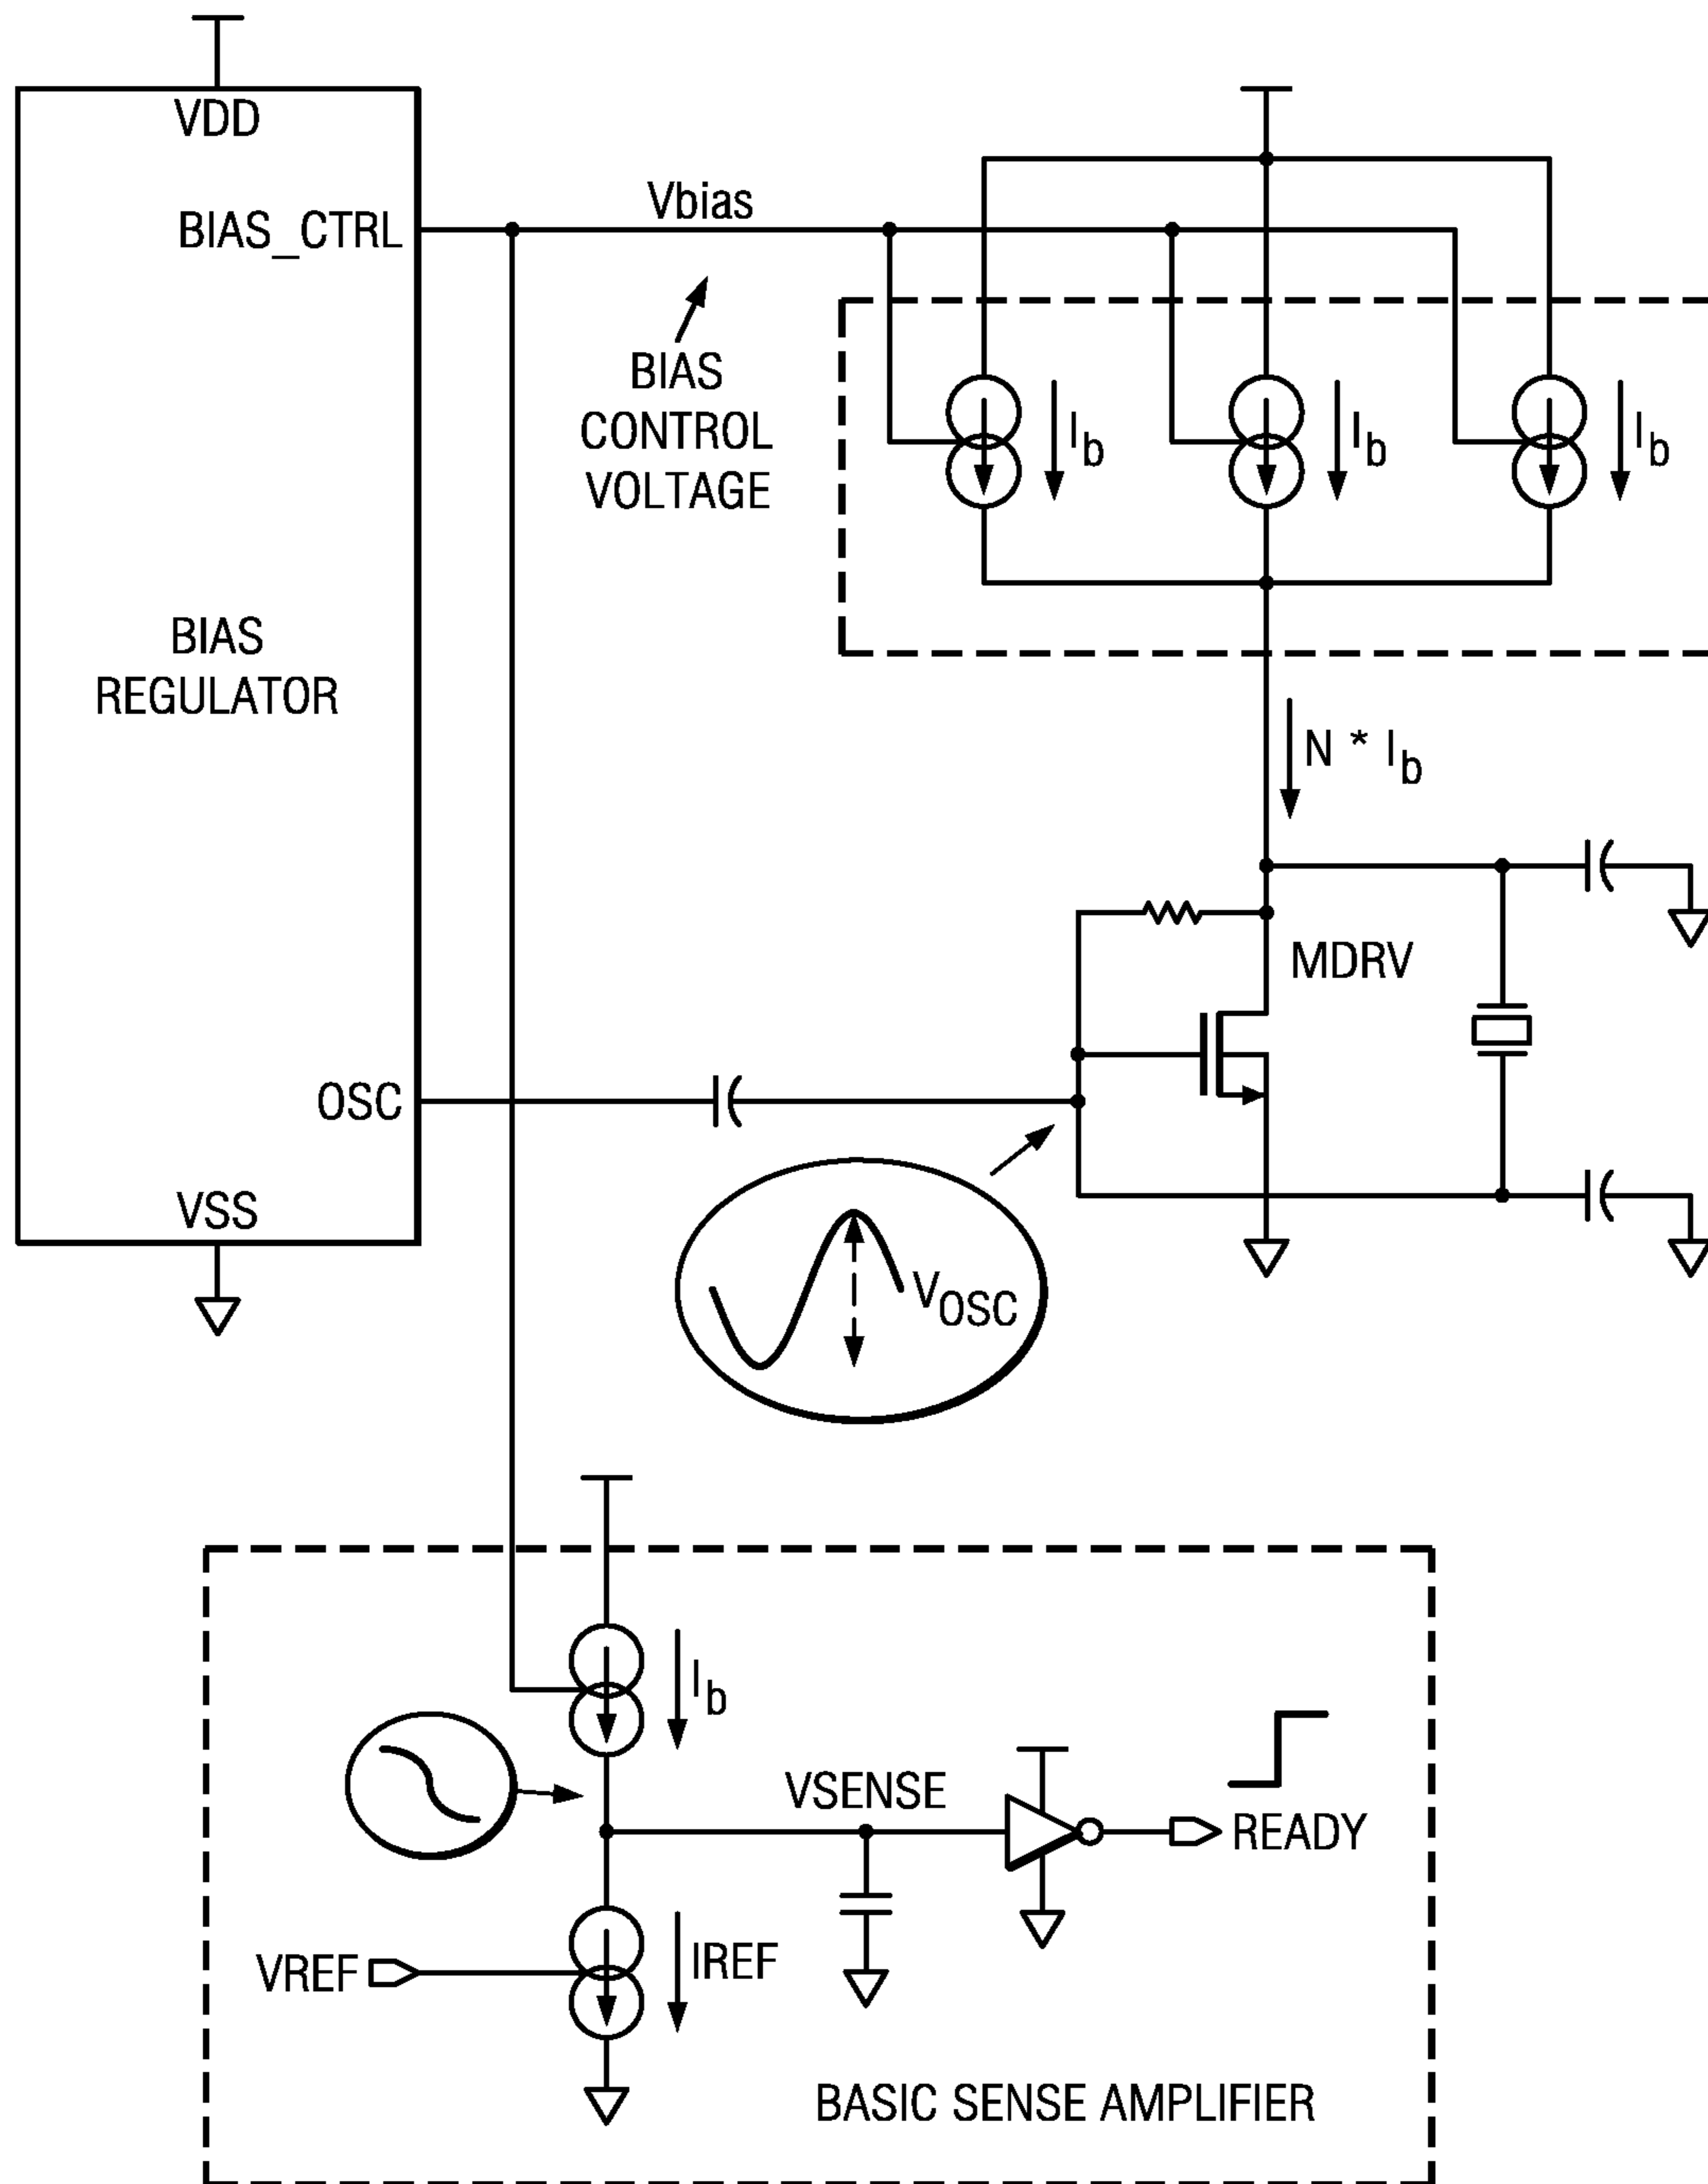 VDD
BIAS_CTRL
BIAS
REGULATOR
OSC
VSS
Vbias
BIAS
CONTROL
VOLTAGE
Ib
Ib
Ib
N * Ib
MDRV
VOSC
Ib
VSENSE
READY
VREF
IREF
BASIC SENSE AMPLIFIER